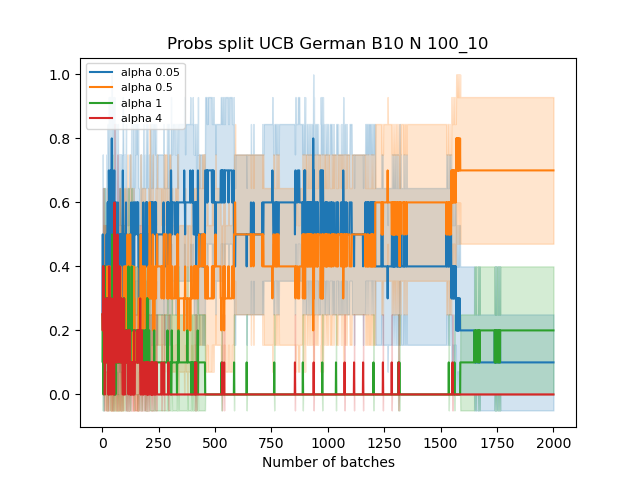 Probs split UCB German B10 N 100_10
alpha 0.05
alpha 0.5
alpha 1
alpha 4
1.0
0.8
0.6
0.4
0.2
0.0
0 250 500 750 1000 1250 1500 1750 2000
Number of batches